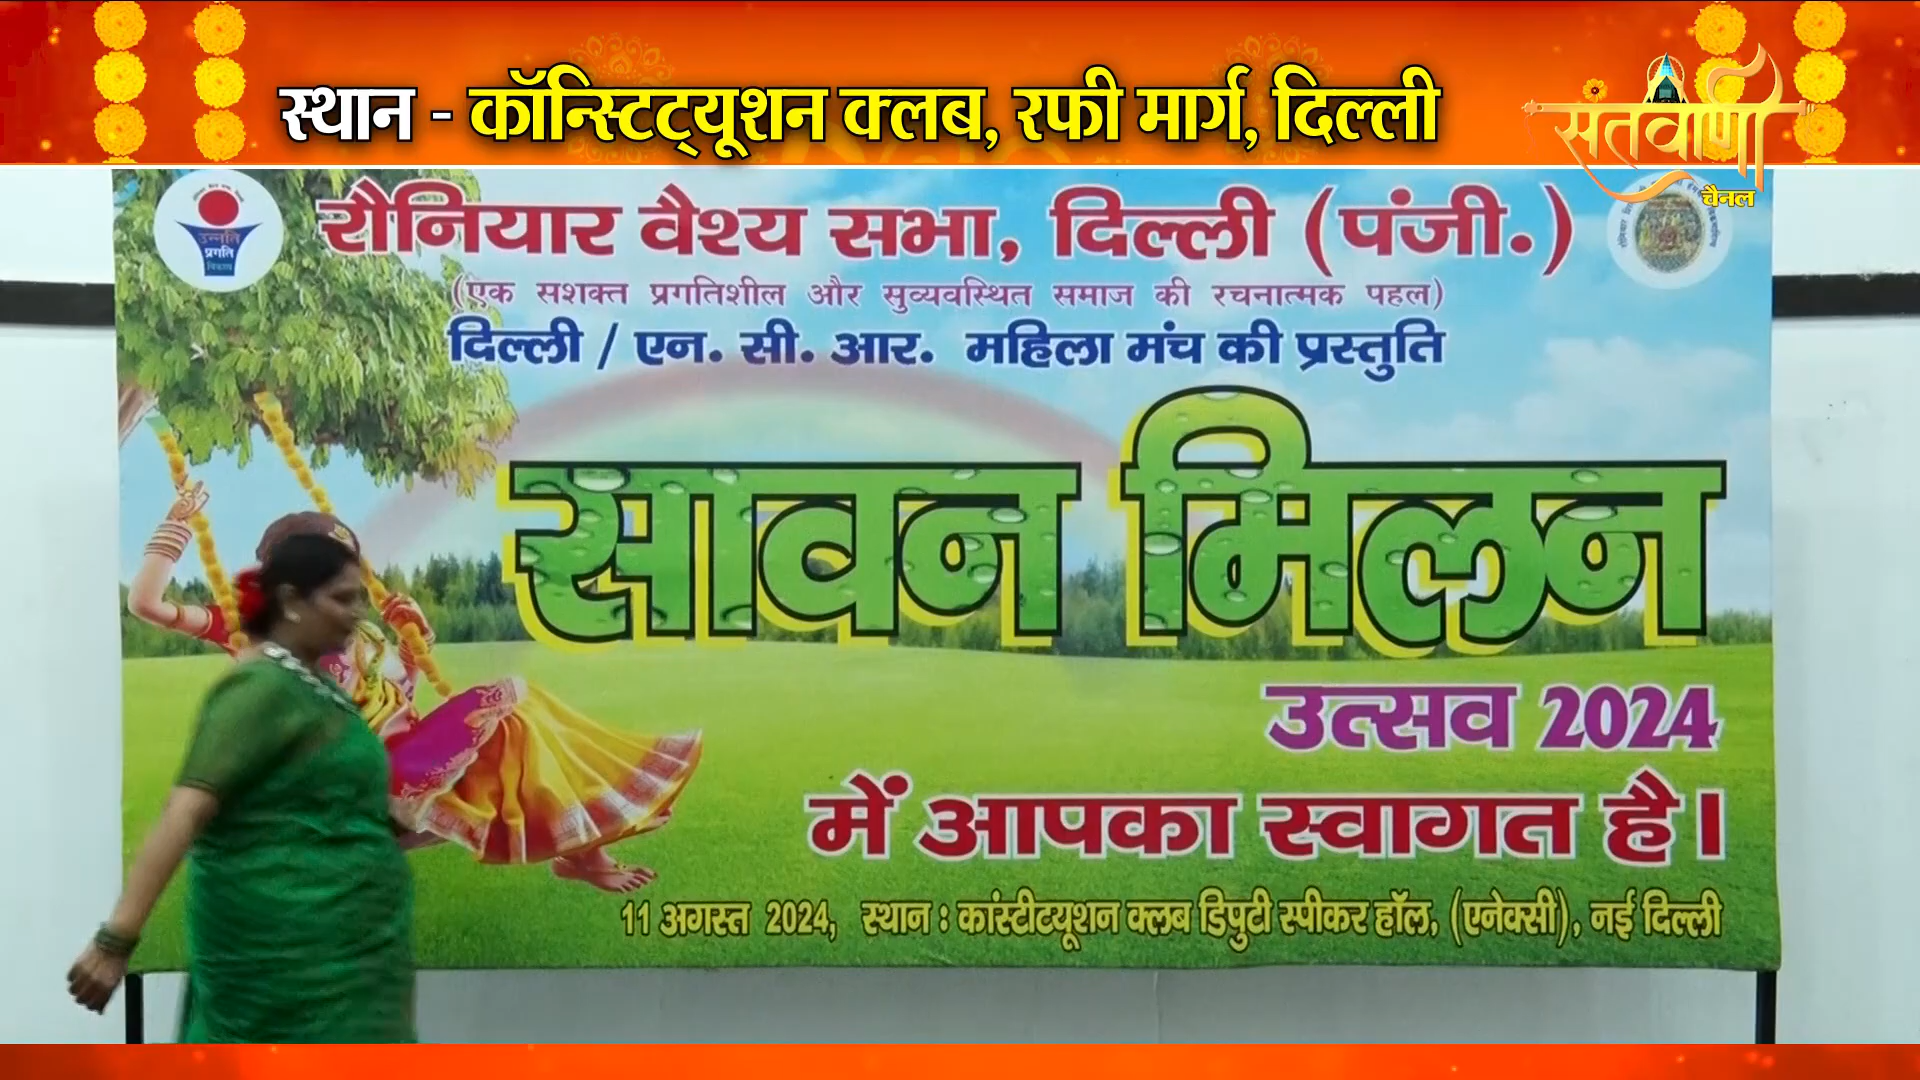 स्थान - कॉन्स्टिट्यूशन क्लब, रफी मार्ग, दिल्ली
संतवाणी
चैनल
रौनियार वैश्य सभा, दिल्ली (पंजी.)
उन्नति
प्रगति
विकास
(एक सशक्त प्रगतिशील और सुव्यवस्थित समाज की रचनात्मक पहल)
दिल्ली / एन. सी. आर. महिला मंच की प्रस्तुति
सावन मिलन
उत्सव 2024
में आपका स्वागत है।
11 अगस्त 2024, स्थान : कांस्टीटयूशन क्लब डिपुटी स्पीकर हॉल, (एनेक्सी), नई दिल्ली